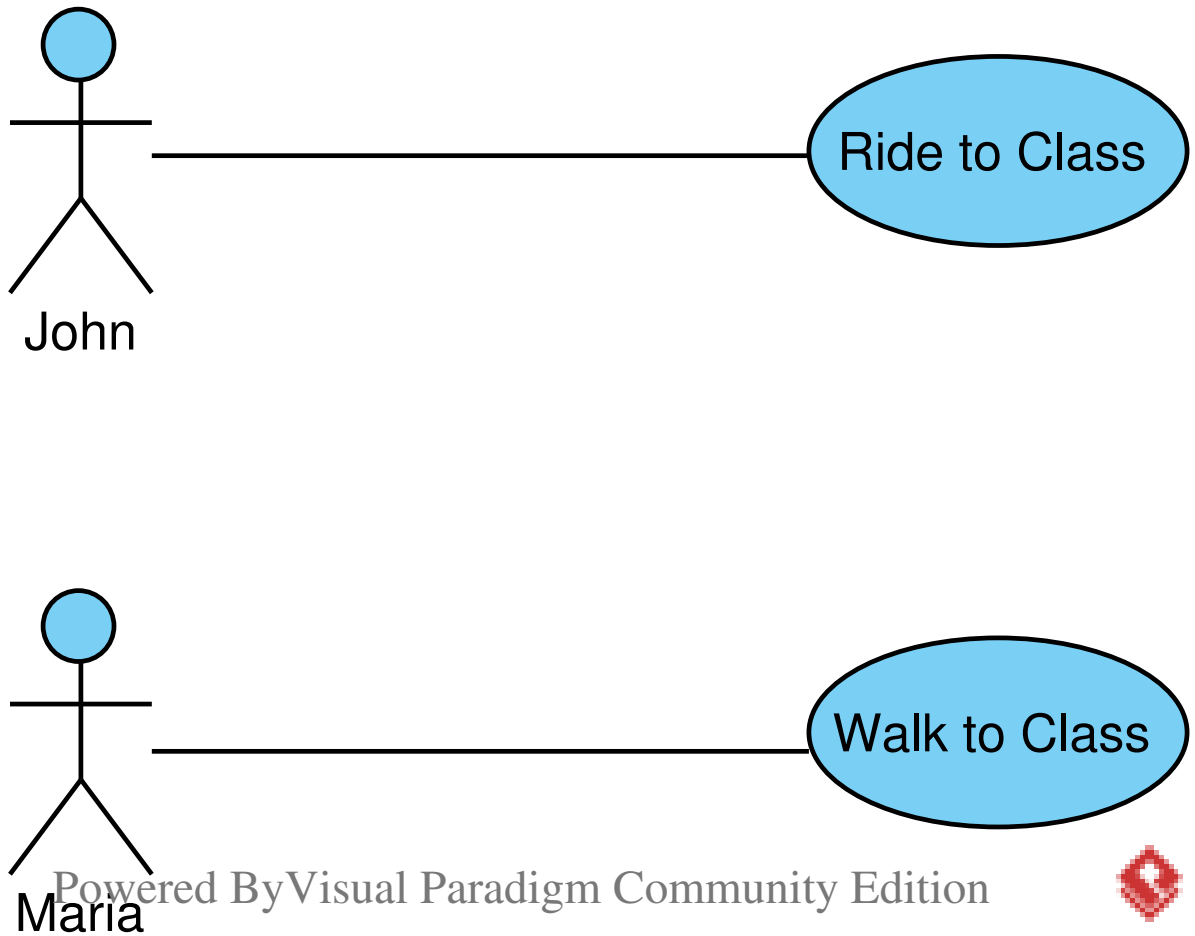 Ride to Class
John
Walk to Class
Powered ByVisual Paradigm Community Edition
Maria